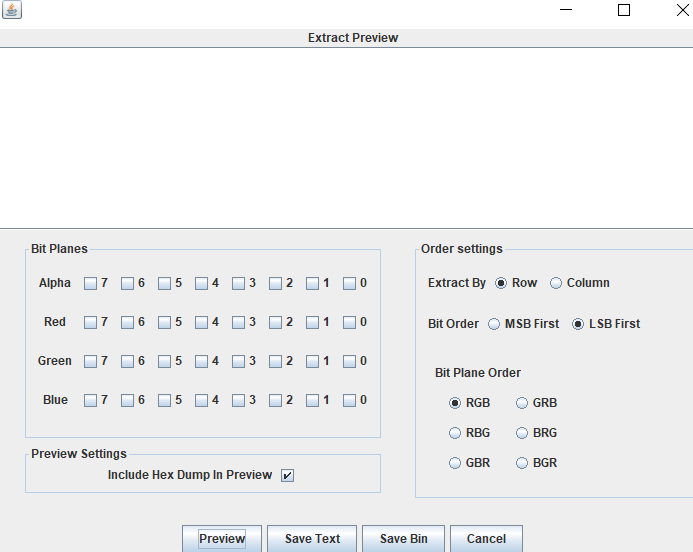 Extract Preview
Bit Planes
Alpha 7 6 5 4 3 2 1 0
Red 7 6 5 4 3 2 1 0
Green 7 6 5 4 3 2 1 0
Blue 7 6 5 4 3 2 1 0
Preview Settings
Include Hex Dump In Preview
Order settings
Extract By Row Column
Bit Order MSB First LSB First
Bit Plane Order
RGB GRB
RBG BRG
GBR BGR
Preview Save Text Save Bin Cancel